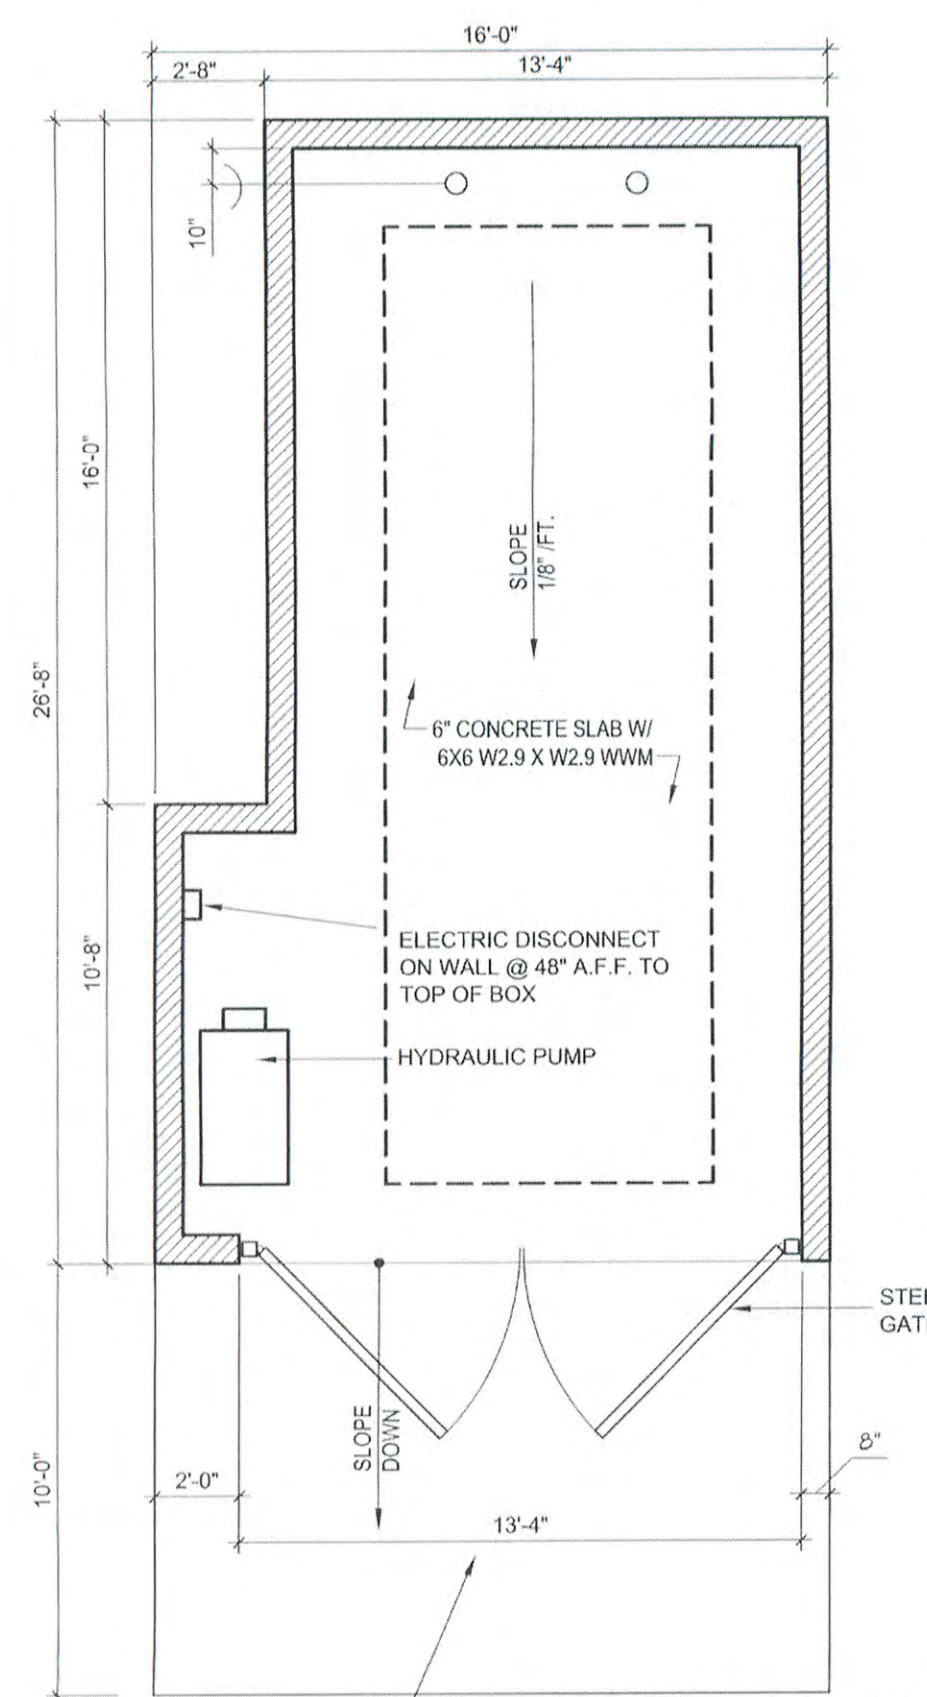 16'-0"
2'-8"
13'-4"
10"
16'-0"
SLOPE
1/8" /FT.
26'-8"
6" CONCRETE SLAB W/
6X6 W2.9 X W2.9 WWM
10'-8"
ELECTRIC DISCONNECT
ON WALL @ 48" A.F.F. TO
TOP OF BOX
HYDRAULIC PUMP
STEE
GATE
SLOPE
DOWN
8"
10'-0"
2'-0"
13'-4"